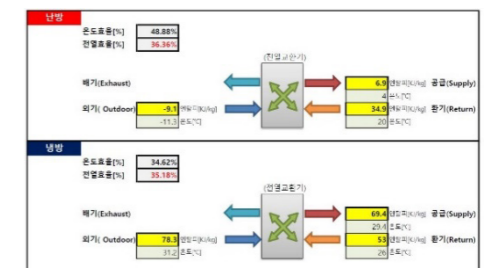 난방
온도효율[%] 48.88%
전열효율[%] 36.36%
(전열교환기)
배기(Exhaust) 6.9 엔탈피[KJ/kg] 공급(Supply)
4 온도[℃]
외기( Outdoor) -9.1 엔탈피[KJ/kg] 34.9 엔탈피[KJ/kg] 환기(Return)
-11.3 온도[℃] 20 온도[℃]
냉방
온도효율[%] 34.62%
전열효율[%] 35.18%
(전열교환기)
배기(Exhaust) 69.4 엔탈피[KJ/kg] 공급(Supply)
29.4 온도[℃]
외기( Outdoor) 78.3 엔탈피[KJ/kg] 53 엔탈피[KJ/kg] 환기(Return)
31.2 온도[℃] 26 온도[℃]